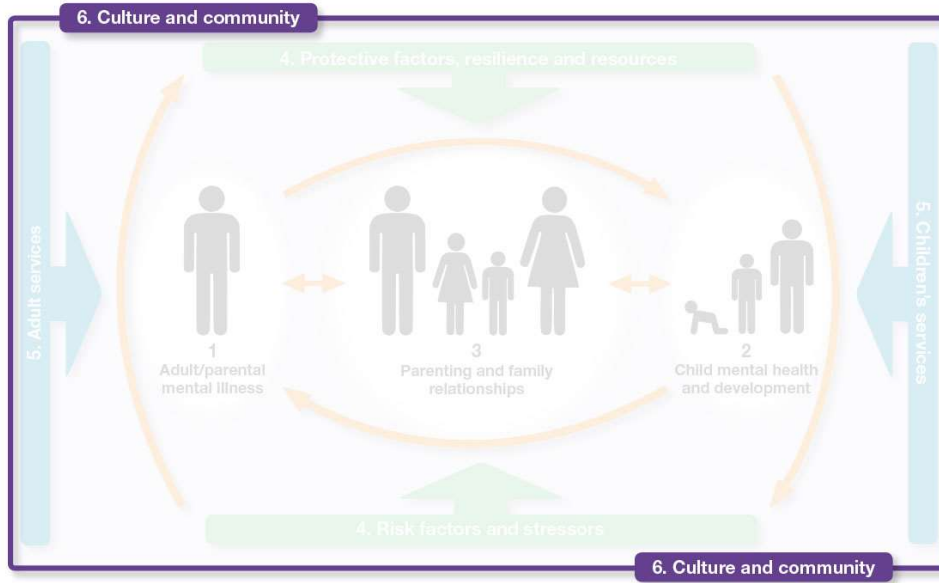 6. Culture and community
4. Protective factors, resilience and resources
5. Adult services
5. Children's services
1
Adult/parental
mental illness
3
Parenting and family
relationships
2
Child mental health
and development
4. Risk factors and stressors
6. Culture and community